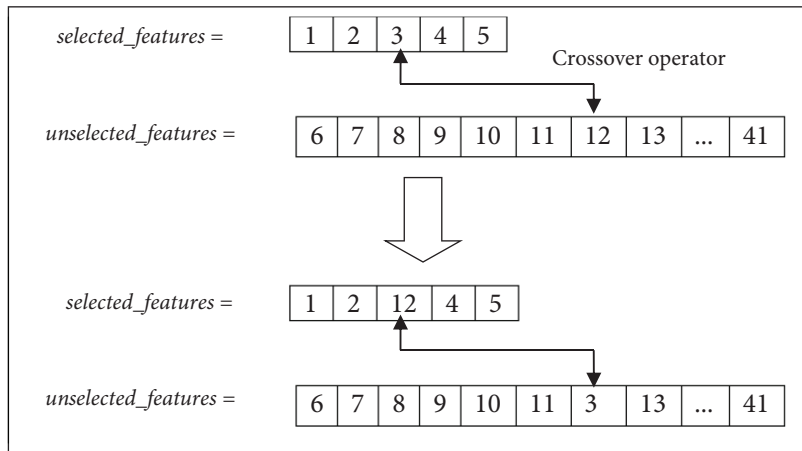 selected_features = 1 2 3 4 5
Crossover operator
unselected_features = 6 7 8 9 10 11 12 13 ... 41
selected_features = 1 2 12 4 5
unselected_features = 6 7 8 9 10 11 3 13 ... 41